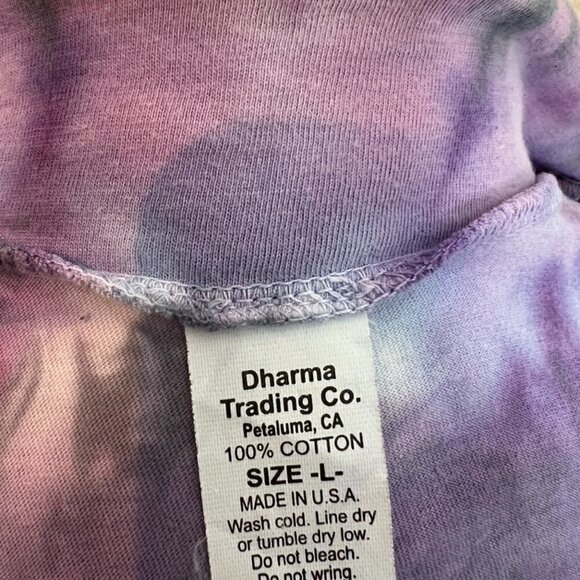 Dharma
Trading Co.
Petaluma, CA
100% COTTON
SIZE -L-
MADE IN U.S.A.
Wash cold. Line dry
or tumble dry low.
Do not bleach.
Do not wring.